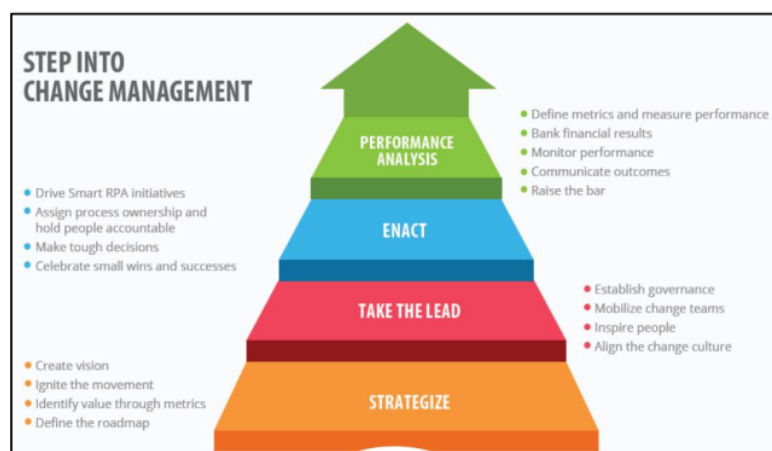 STEP INTO
CHANGE MANAGEMENT
PERFORMANCE
ANALYSIS
Define metrics and measure performance
Bank financial results
Monitor performance
Communicate outcomes
Raise the bar
Drive Smart RPA initiatives
Assign process ownership and
hold people accountable
Make tough decisions
Celebrate small wins and successes
ENACT
TAKE THE LEAD
Establish governance
Mobilize change teams
Inspire people
Align the change culture
Create vision
Ignite the movement
Identify value through metrics
Define the roadmap
STRATEGIZE